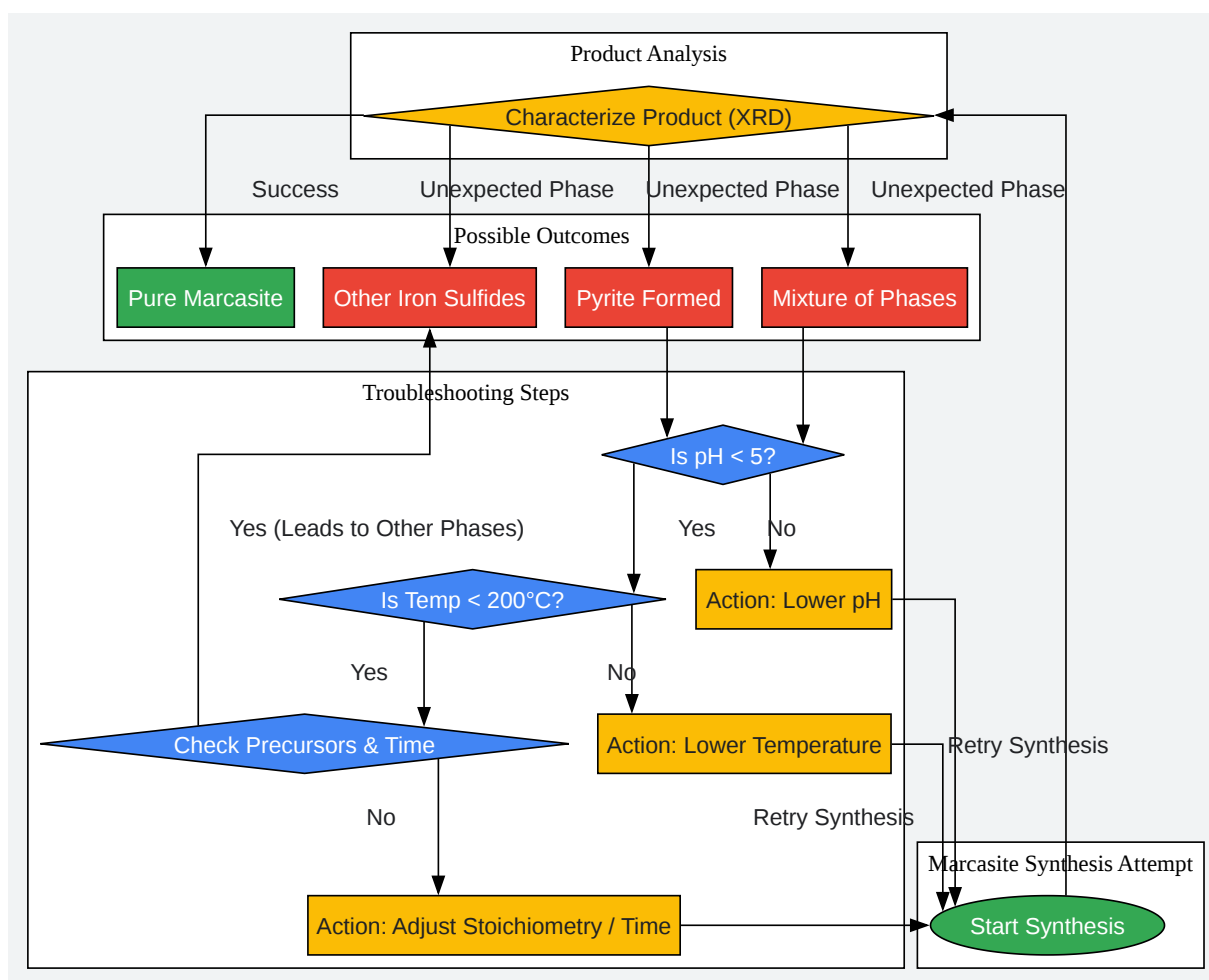 Product Analysis
Characterize Product (XRD)
Success
Unexpected Phase
Unexpected Phase
Unexpected Phase
Possible Outcomes
Pure Marcasite
Other Iron Sulfides
Pyrite Formed
Mixture of Phases
Troubleshooting Steps
Is pH < 5?
Yes (Leads to Other Phases)
Yes
No
Is Temp < 200°C?
Action: Lower pH
Yes
No
Check Precursors & Time
Action: Lower Temperature
Retry Synthesis
No
Retry Synthesis
Marcasite Synthesis Attempt
Action: Adjust Stoichiometry / Time
Start Synthesis